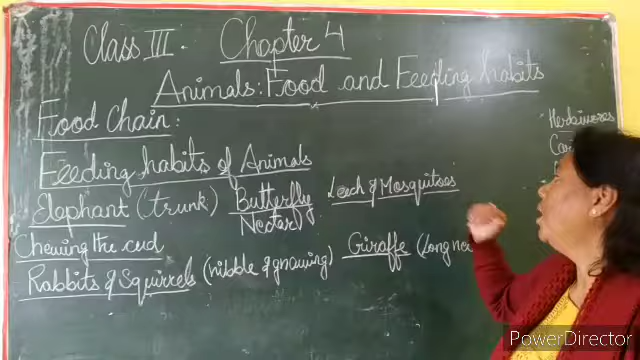 Class III. Chapter 4
Animals: Food and Feeding habits
Food Chain:
Herbivores
Feeding habits of Animals
Elephant (trunk) Butterfly Leech & Mosquitoes
Nectar
Chewing the cud
Rabbits & Squirrels (nibble & gnawing) Giraffe (Long
PowerDirector